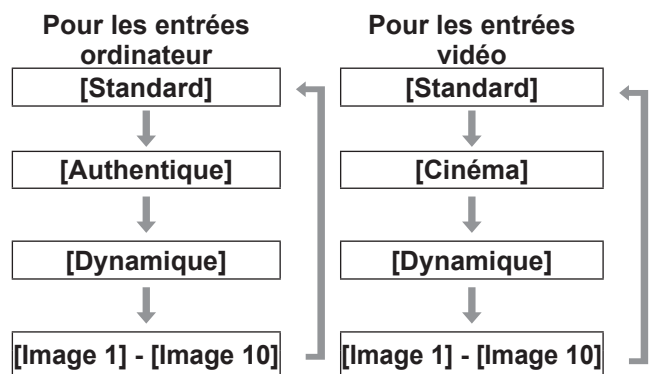 Pour les entrées
ordinateur
[Standard]
[Authentique]
[Dynamique]
[Image 1] - [Image 10]
Pour les entrées
vidéo
[Standard]
[Cinéma]
[Dynamique]
[Image 1] - [Image 10]